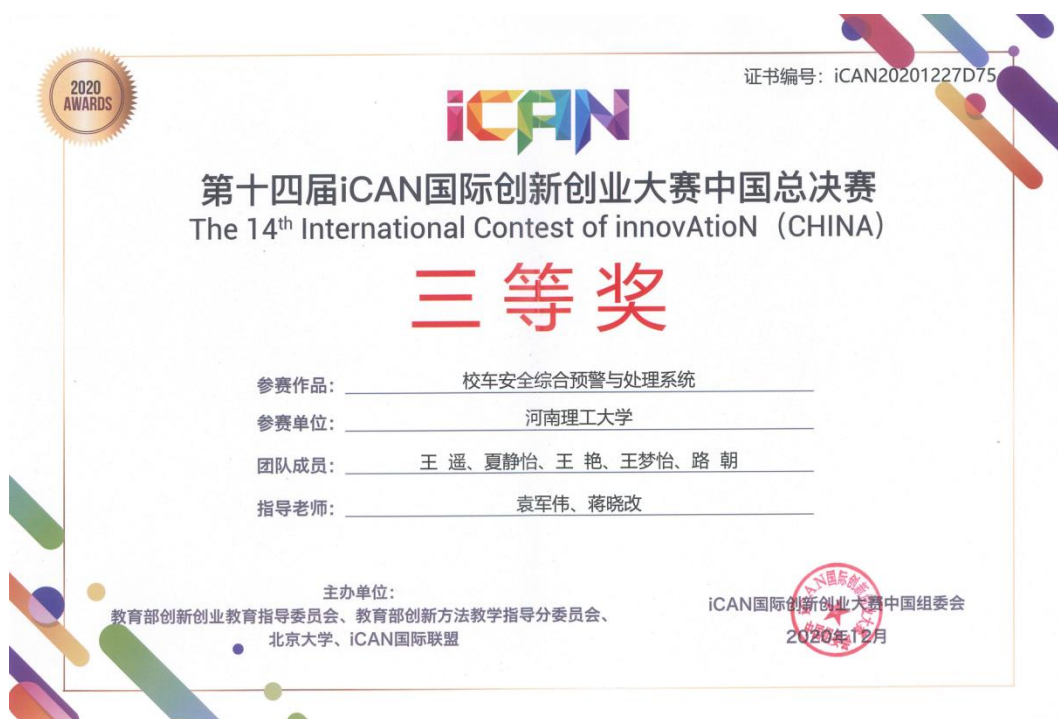 2020
AWARDS
证书编号：iCAN20201227D75
iCAN
第十四届iCAN国际创新创业大赛中国总决赛
The 14th International Contest of innovAtioN (CHINA)
三等奖
参赛作品：校车安全综合预警与处理系统
参赛单位：河南理工大学
团队成员：王 遥、夏静怡、王 艳、王梦怡、路 朝
指导老师：袁军伟、蒋晓改
主办单位：
教育部创新创业教育指导委员会、教育部创新方法教学指导分委员会、
北京大学、iCAN国际联盟
iCAN国际创新创业大赛中国组委会
2020年12月